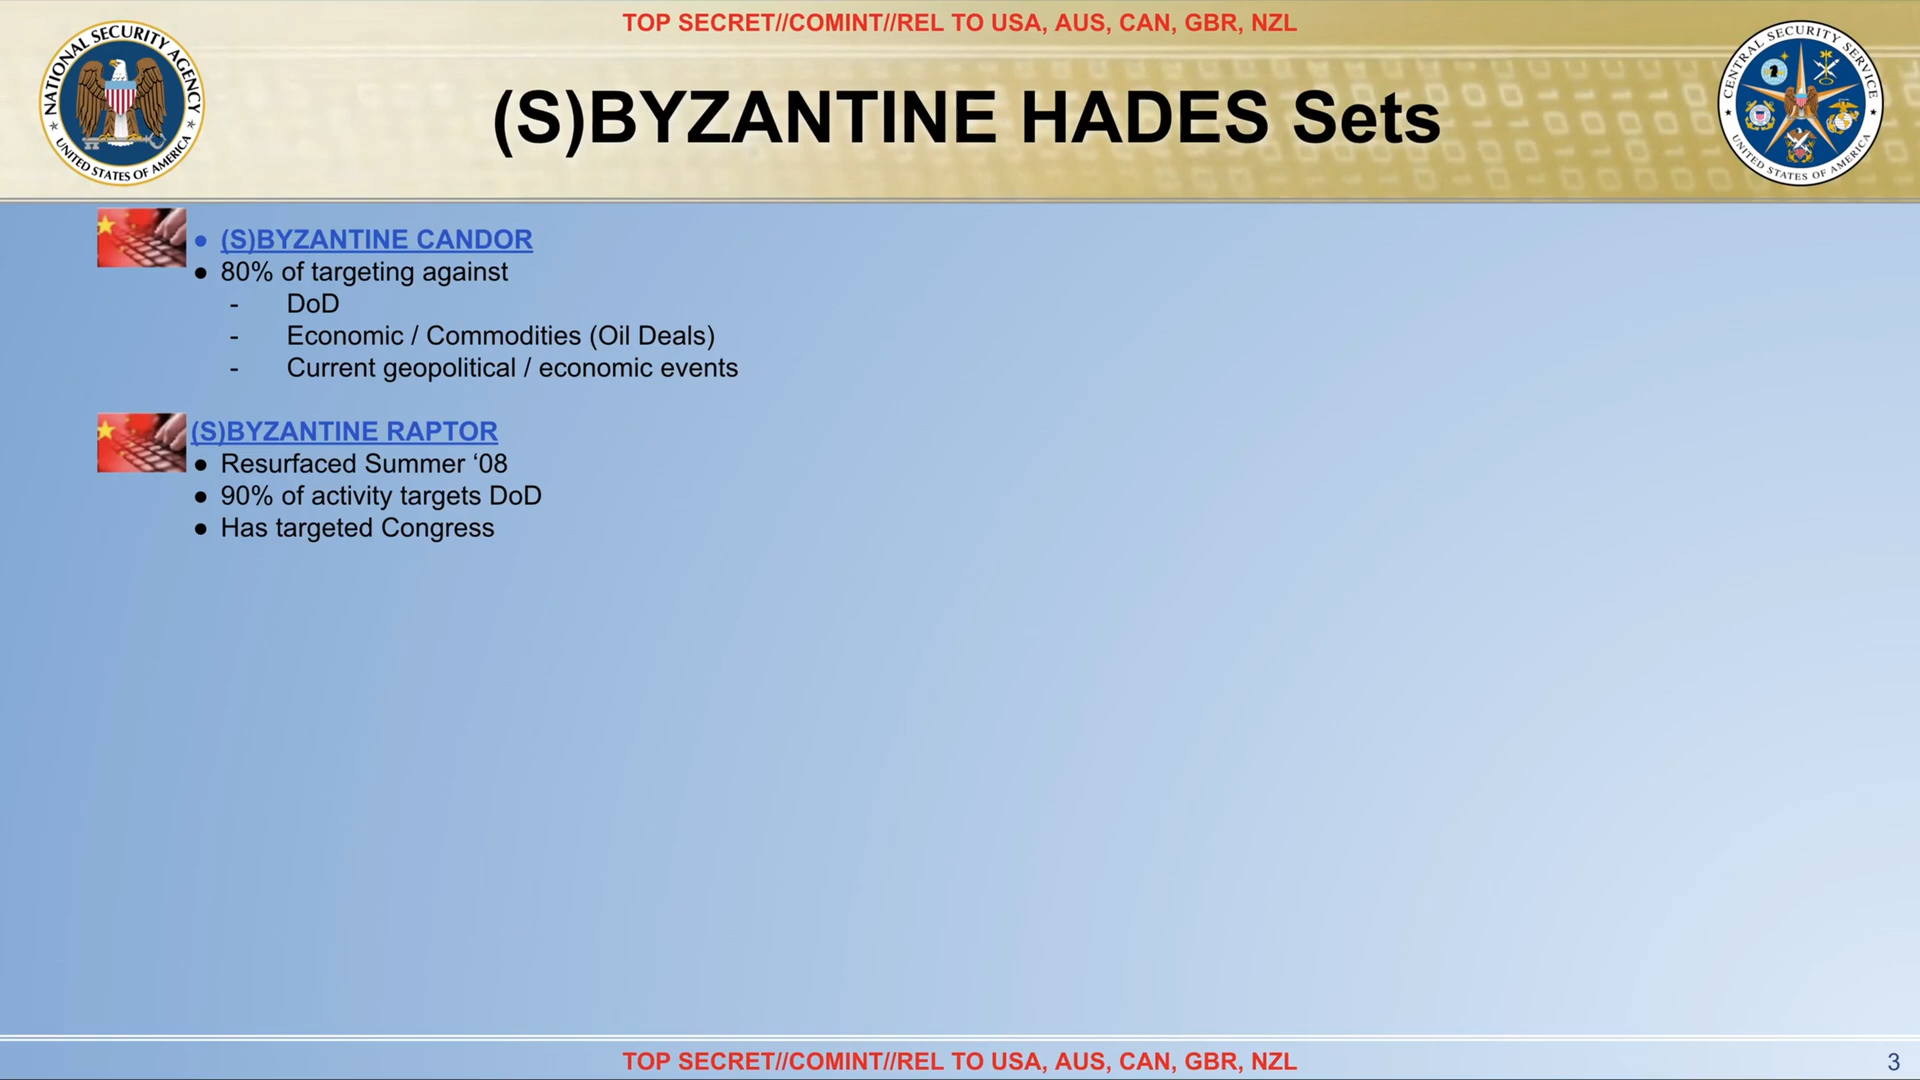 TOP SECRET//COMINT//REL TO USA, AUS, CAN, GBR, NZL
NATIONAL SECURITY AGENCY
UNITED STATES OF AMERICA
(S)BYZANTINE HADES Sets
CENTRAL SECURITY SERVICE
UNITED STATES OF AMERICA
● (S)BYZANTINE CANDOR
● 80% of targeting against
- DoD
- Economic / Commodities (Oil Deals)
- Current geopolitical / economic events
(S)BYZANTINE RAPTOR
● Resurfaced Summer ‘08
● 90% of activity targets DoD
● Has targeted Congress
TOP SECRET//COMINT//REL TO USA, AUS, CAN, GBR, NZL
3